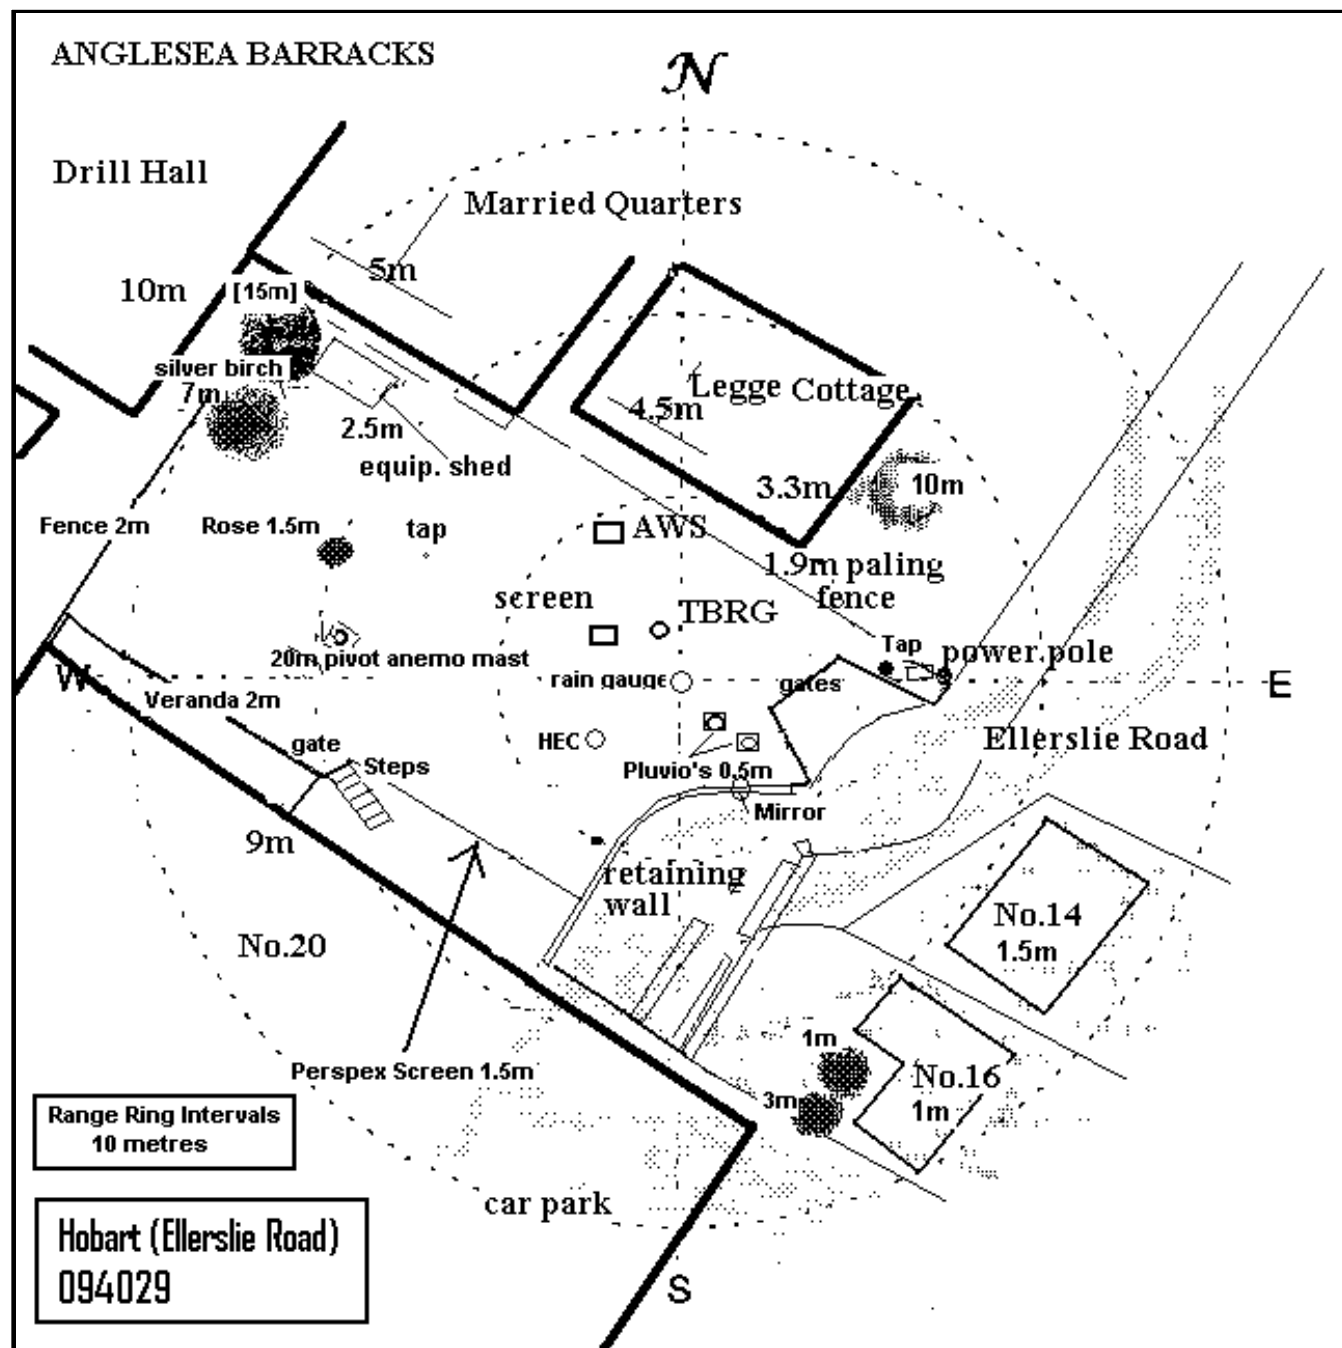 ANGLESEA BARRACKS
N
Drill Hall
Married Quarters
5m
10m
[15m]
silver birch
7m
Legge Cottage
4.5m
2.5m
equip. shed
3.3m
10m
Fence 2m
Rose 1.5m
tap
AWS
1.9m paling
fence
screen
TBRG
Tap
power pole
20m pivot anemo mast
W
rain gauge
gates
E
Veranda 2m
gate
HEC
Ellerslie Road
Steps
Pluvio's 0.5m
Mirror
9m
retaining
wall
No.14
1.5m
No.20
1m
Perspex Screen 1.5m
No.16
1m
3m
Range Ring Intervals
10 metres
car park
Hobart (Ellerslie Road)
094029
S